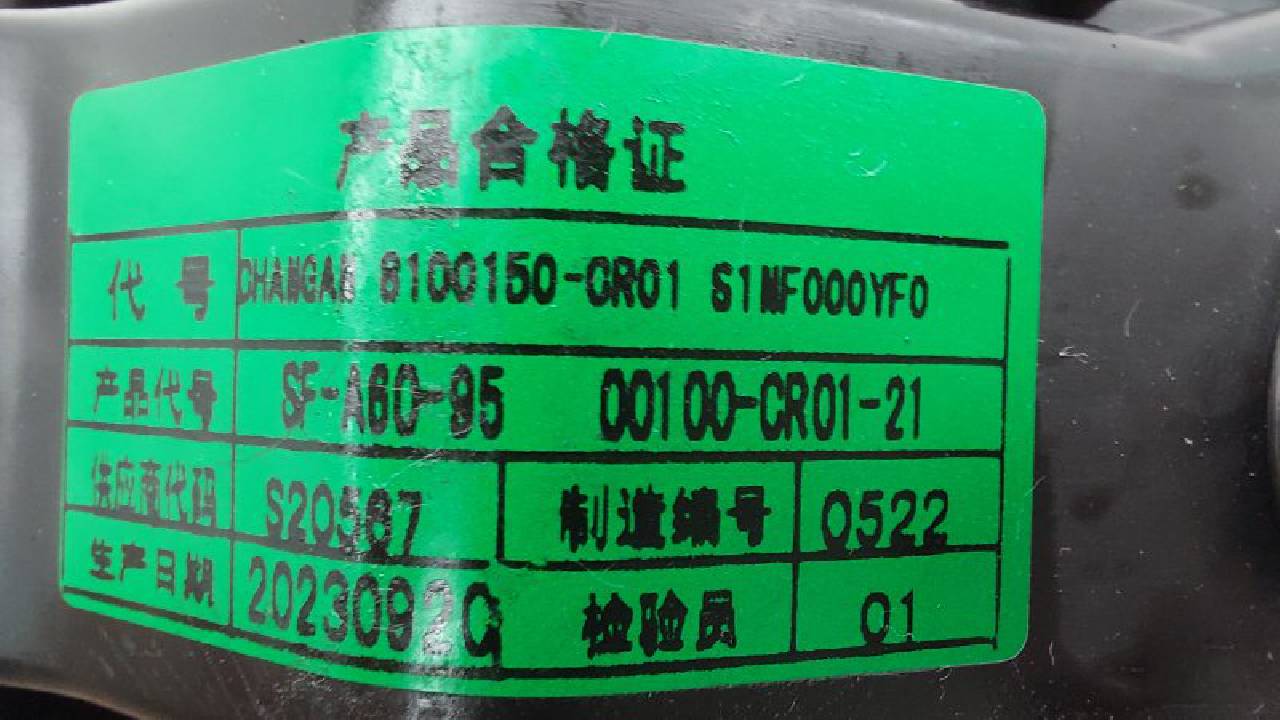 产品合格证
代号 CHANGAN 8100150-CR01 S1MF000YF0
产品代号 SF-A60-95 00100-CR01-21
供应商代码 S20567 制造编号 0522
生产日期 20230920 检验员 01